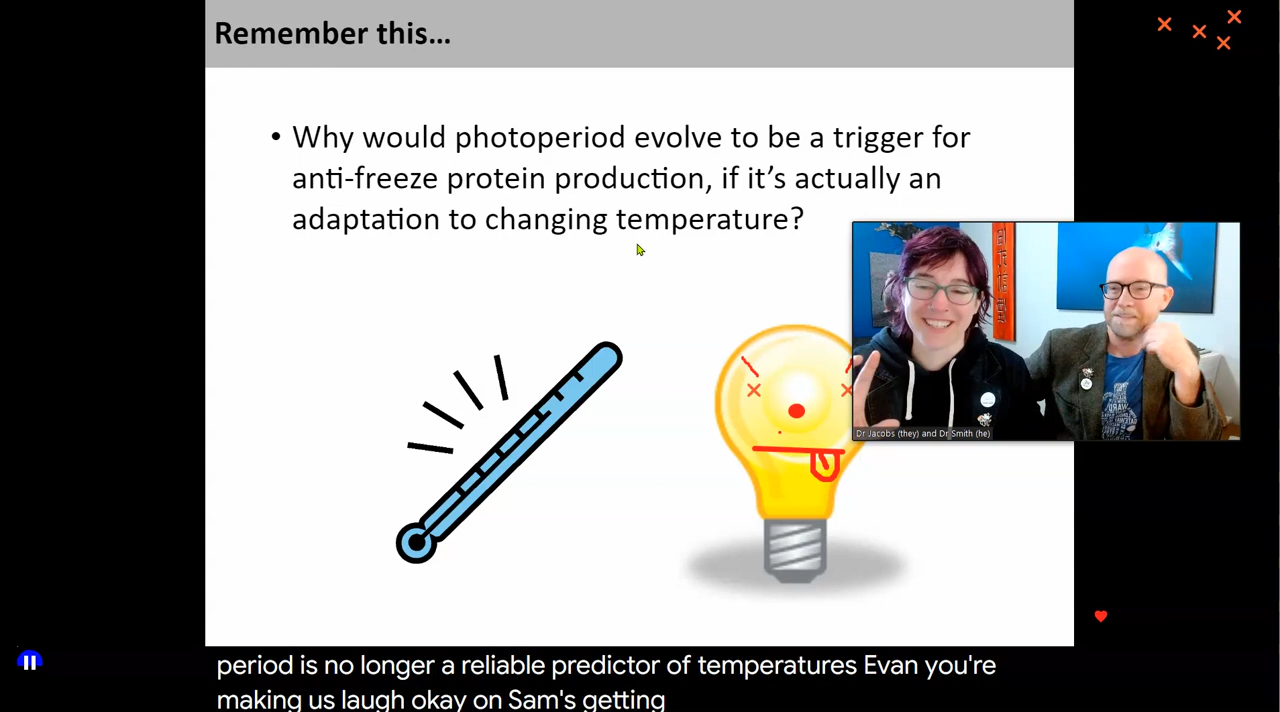 Remember this...
• Why would photoperiod evolve to be a trigger for
anti-freeze protein production, if it's actually an
adaptation to changing temperature?
Dr Jacobs (they) and Dr Smith (he)
period is no longer a reliable predictor of temperatures Evan you're
making us laugh okay on Sam's getting